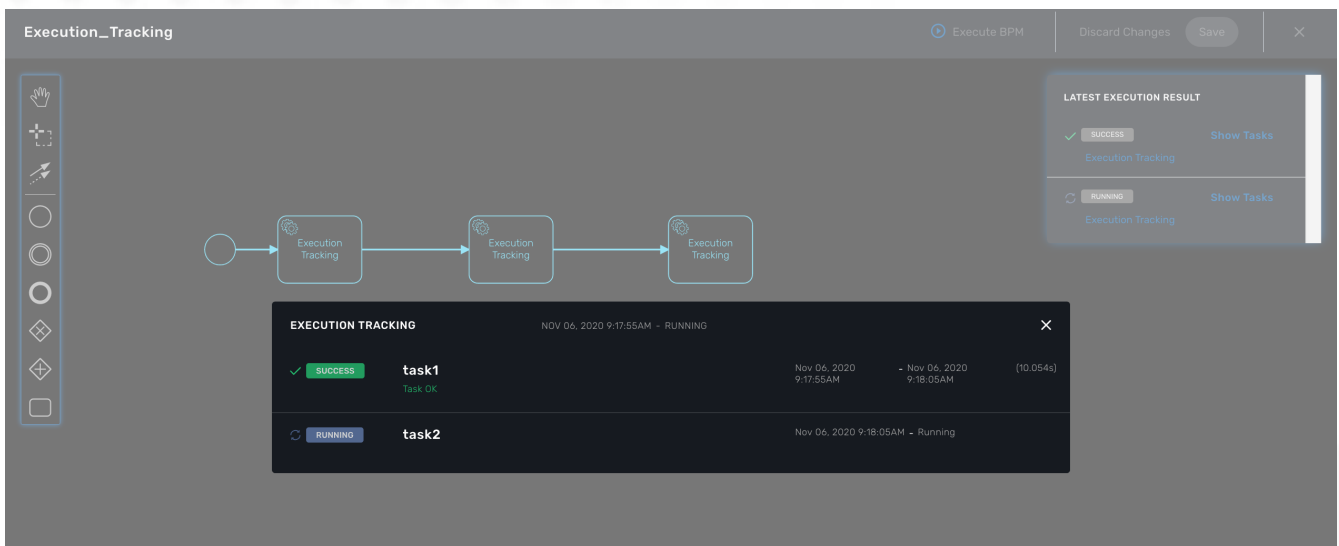 Execution_Tracking
Execute BPM
Discard Changes
Save
LATEST EXECUTION RESULT
SUCCESS
Show Tasks
Execution Tracking
RUNNING
Show Tasks
Execution Tracking
Execution
Tracking
Execution
Tracking
Execution
Tracking
EXECUTION TRACKING
NOV 06, 2020 9:17:55AM - RUNNING
SUCCESS
task1
Task OK
Nov 06, 2020
9:17:55AM
- Nov 06, 2020
9:18:05AM
(10.054s)
RUNNING
task2
Nov 06, 2020 9:18:05AM - Running